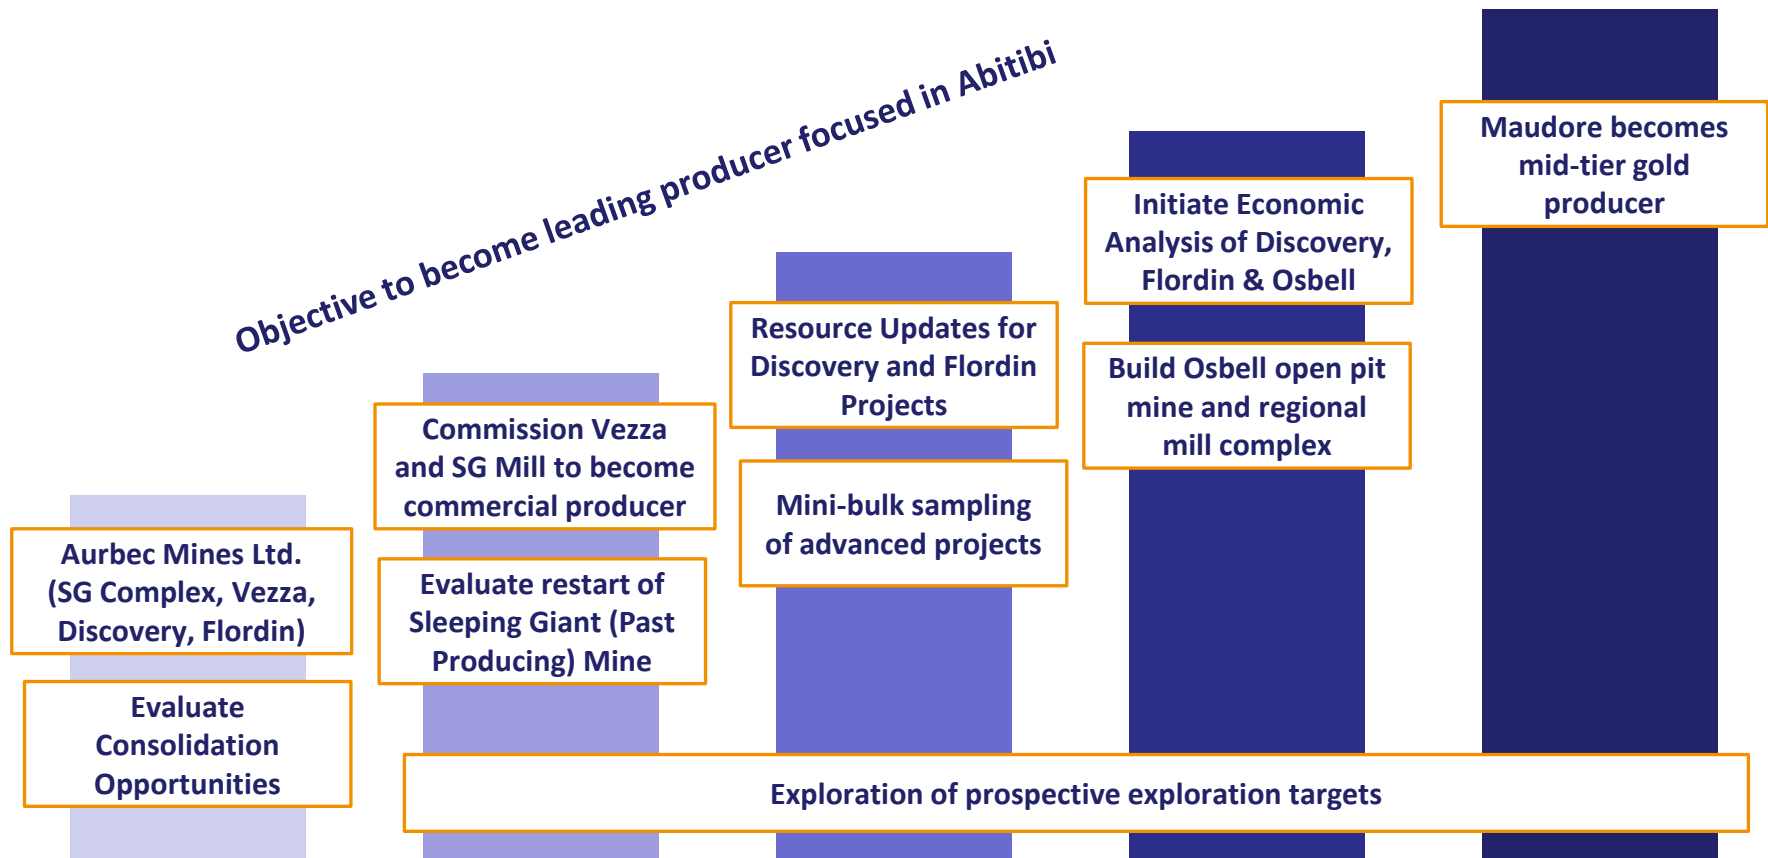 Objective to become leading producer focused in Abitibi
Aurbec Mines Ltd.
(SG Complex, Vezza,
Discovery, Flordin)
Evaluate
Consolidation
Opportunities
Commission Vezza
and SG Mill to become
commercial producer
Evaluate restart of
Sleeping Giant (Past
Producing) Mine
Resource Updates for
Discovery and Flordin
Projects
Mini-bulk sampling
of advanced projects
Initiate Economic
Analysis of Discovery,
Flordin & Osbell
Build Osbell open pit
mine and regional
mill complex
Maudore becomes
mid-tier gold
producer
Exploration of prospective exploration targets